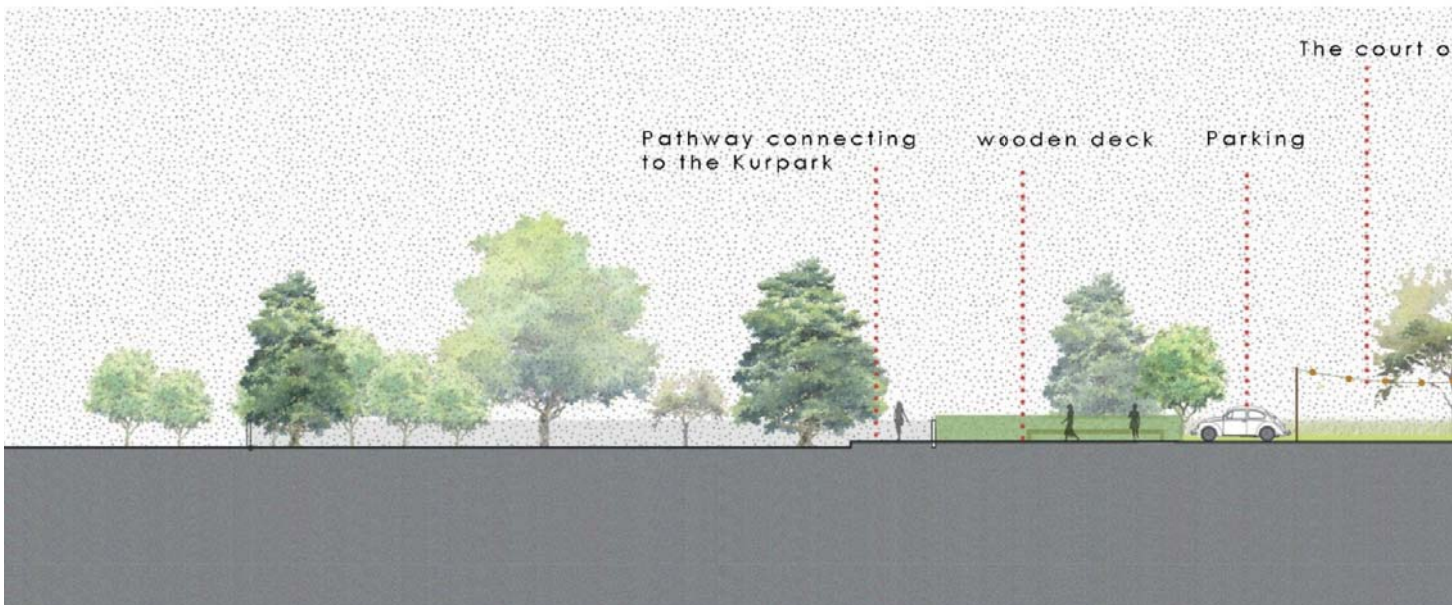 The court o
Pathway connecting
to the Kurpark
wooden deck
Parking